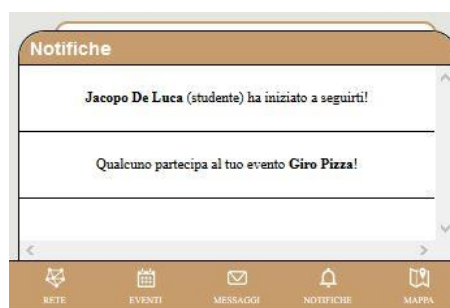 Notifiche
Jacopo De Luca (studente) ha iniziato a seguirti!
Qualcuno partecipa al tuo evento Giro Pizza!
RETE EVENTI MESSAGGI NOTIFICHE MAPPA